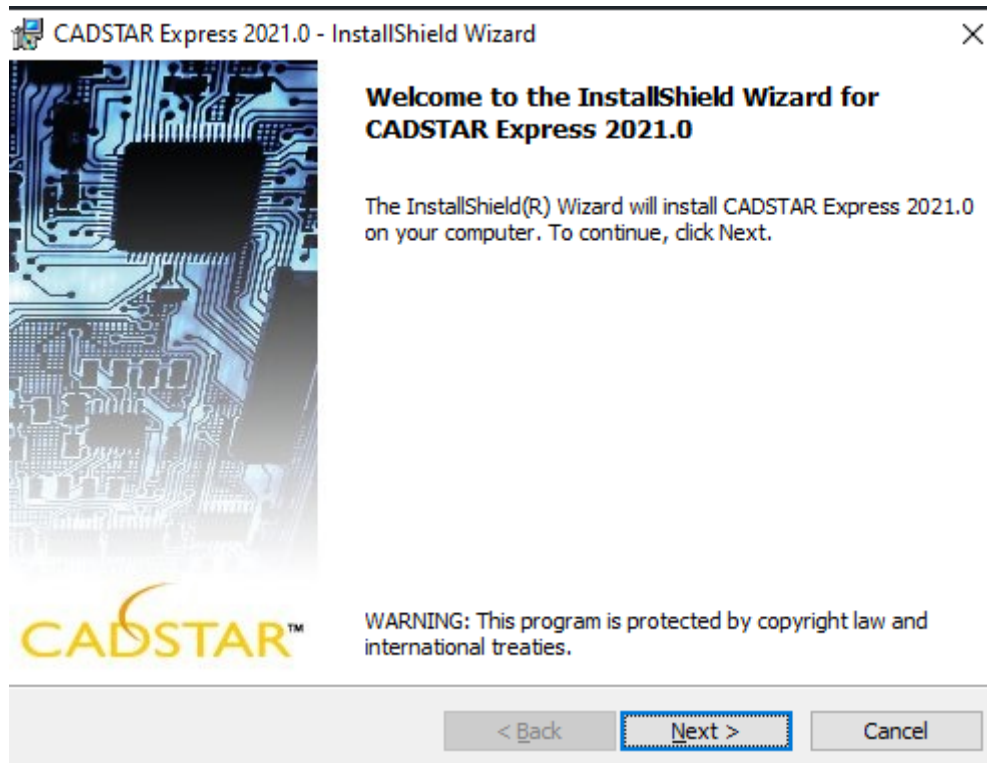 CADSTAR Express 2021.0 - InstallShield Wizard
Welcome to the InstallShield Wizard for
CADSTAR Express 2021.0
The InstallShield(R) Wizard will install CADSTAR Express 2021.0
on your computer. To continue, click Next.
CADSTAR™
WARNING: This program is protected by copyright law and
international treaties.
< Back
Next >
Cancel